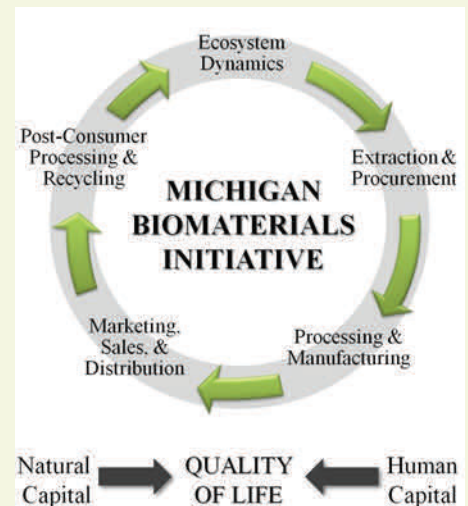 Ecosystem
Dynamics
Extraction &
Procurement
Processing &
Manufacturing
Marketing,
Sales, &
Distribution
Post-Consumer
Processing &
Recycling
MICHIGAN
BIOMATERIALS
INITIATIVE
Natural
Capital
QUALITY
OF LIFE
Human
Capital